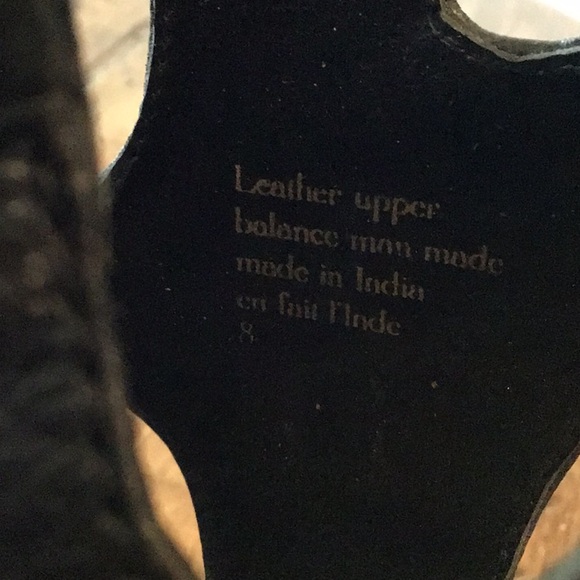 Leather upper
balance man made
made in India
en fait l'Inde
8